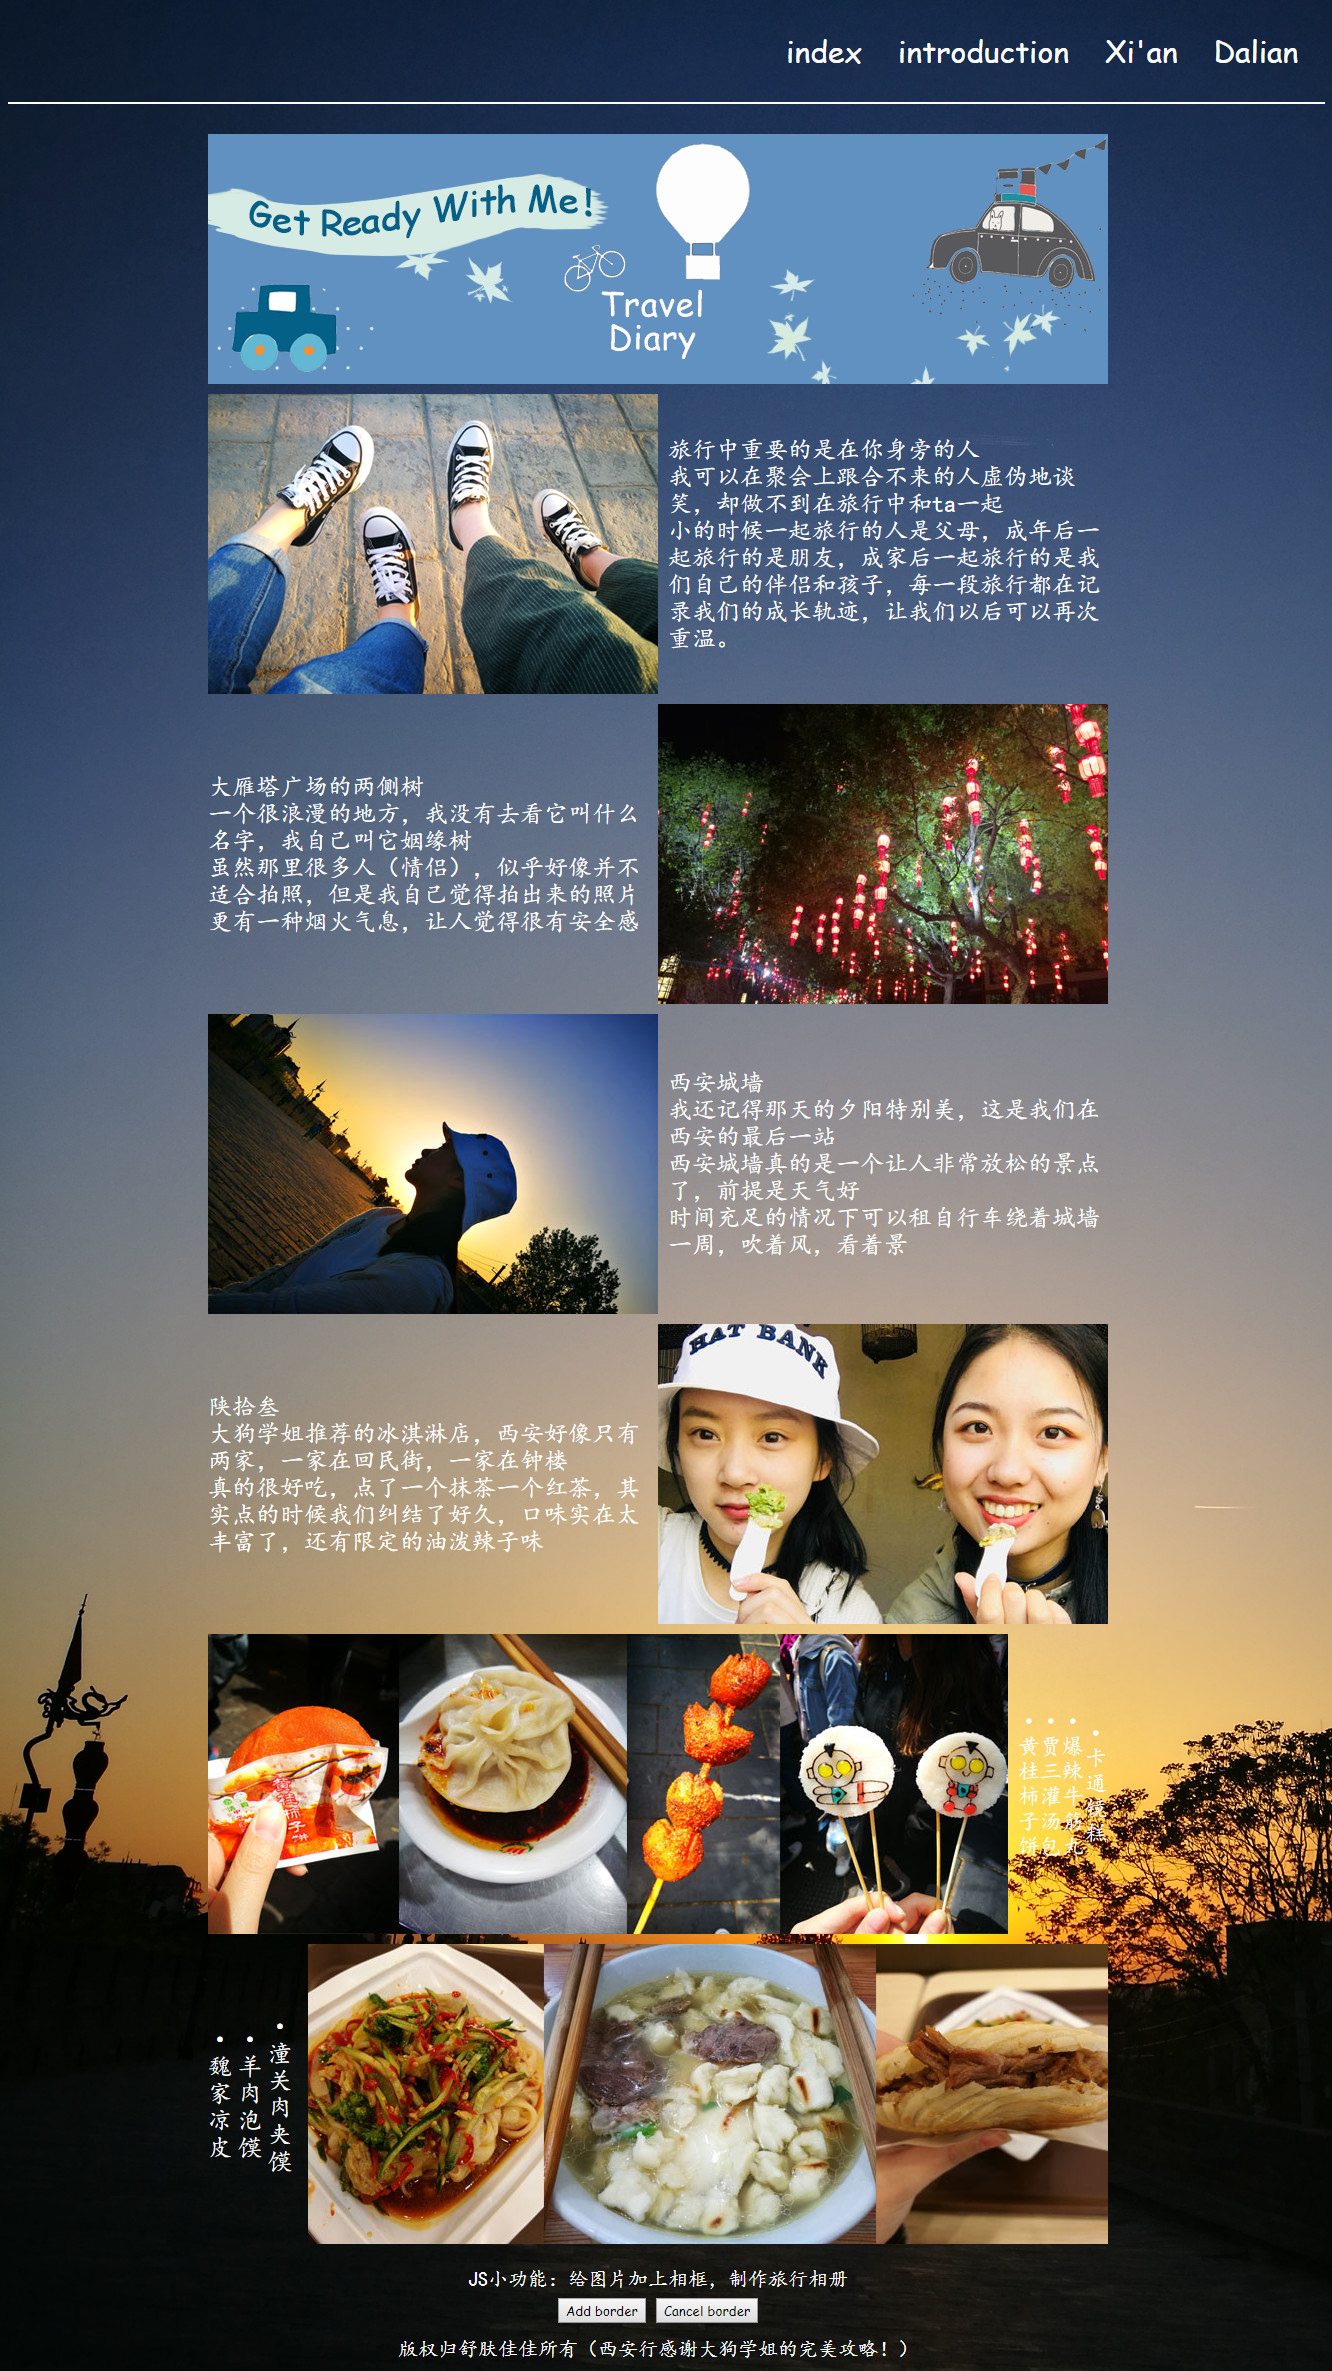 index introduction Xi'an Dalian
Get Ready With Me!
Travel
Diary
旅行中重要的是在你身旁的人
我可以在聚会上跟合不来的人虚伪地谈
笑，却做不到在旅行中和ta一起
小的时候一起旅行的人是父母，成年后一
起旅行的是朋友，成家后一起旅行的是我
们自己的伴侣和孩子，每一段旅行都在记
录我们的成长轨迹，让我们以后可以再次
重温。
大雁塔广场的两侧树
一个很浪漫的地方，我没有去看它叫什么
名字，我自己叫它姻缘树
虽然那里很多人（情侣），似乎好像并不
适合拍照，但是我自己觉得拍出来的照片
更有一种烟火气息，让人觉得很有安全感
西安城墙
我还记得那天的夕阳特别美，这是我们在
西安的最后一站
西安城墙真的是一个让人非常放松的景点
了，前提是天气好
时间充足的情况下可以租自行车绕着城墙
一周，吹着风，看着景
HAT BANK
陕拾叁
大狗学姐推荐的冰淇淋店，西安好像只有
两家，一家在回民街，一家在钟楼
真的很好吃，点了一个抹茶一个红茶，其
实点的时候我们纠结了好久，口味实在太
丰富了，还有限定的油泼辣子味
•黄桂柿子饼
•贾三灌汤包
•爆辣牛筋丸
•卡通镜糕
•魏家凉皮
•羊肉泡馍
•潼关肉夹馍
JS小功能：给图片加上相框，制作旅行相册
Add border Cancel border
版权归舒肤佳佳所有（西安行感谢大狗学姐的完美攻略！）